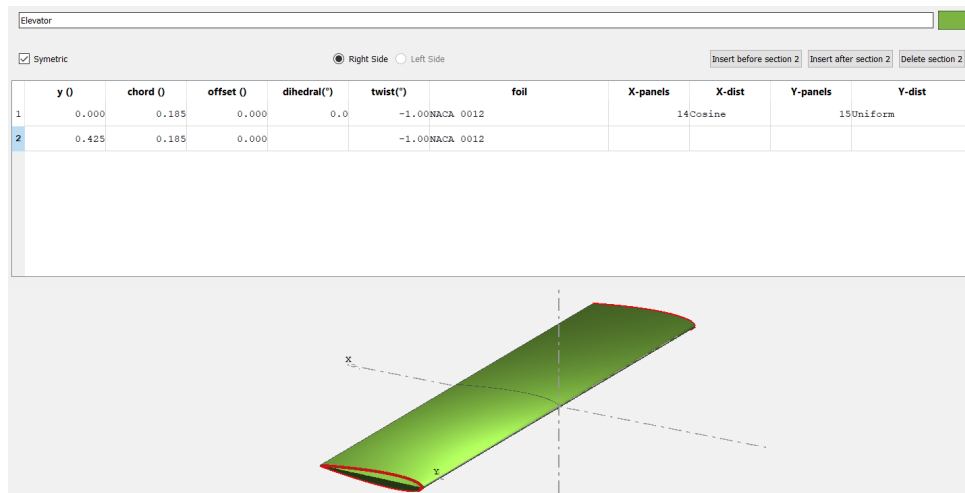 Elevator
Symetric Right Side Left Side Insert before section 2 Insert after section 2 Delete section 2
y () chord () offset () dihedral(°) twist(°) foil X-panels X-dist Y-panels Y-dist
1 0.000 0.185 0.000 0.0 -1.00 NACA 0012 14 Cosine 15 Uniform
2 0.425 0.185 0.000 -1.00 NACA 0012
X
Y